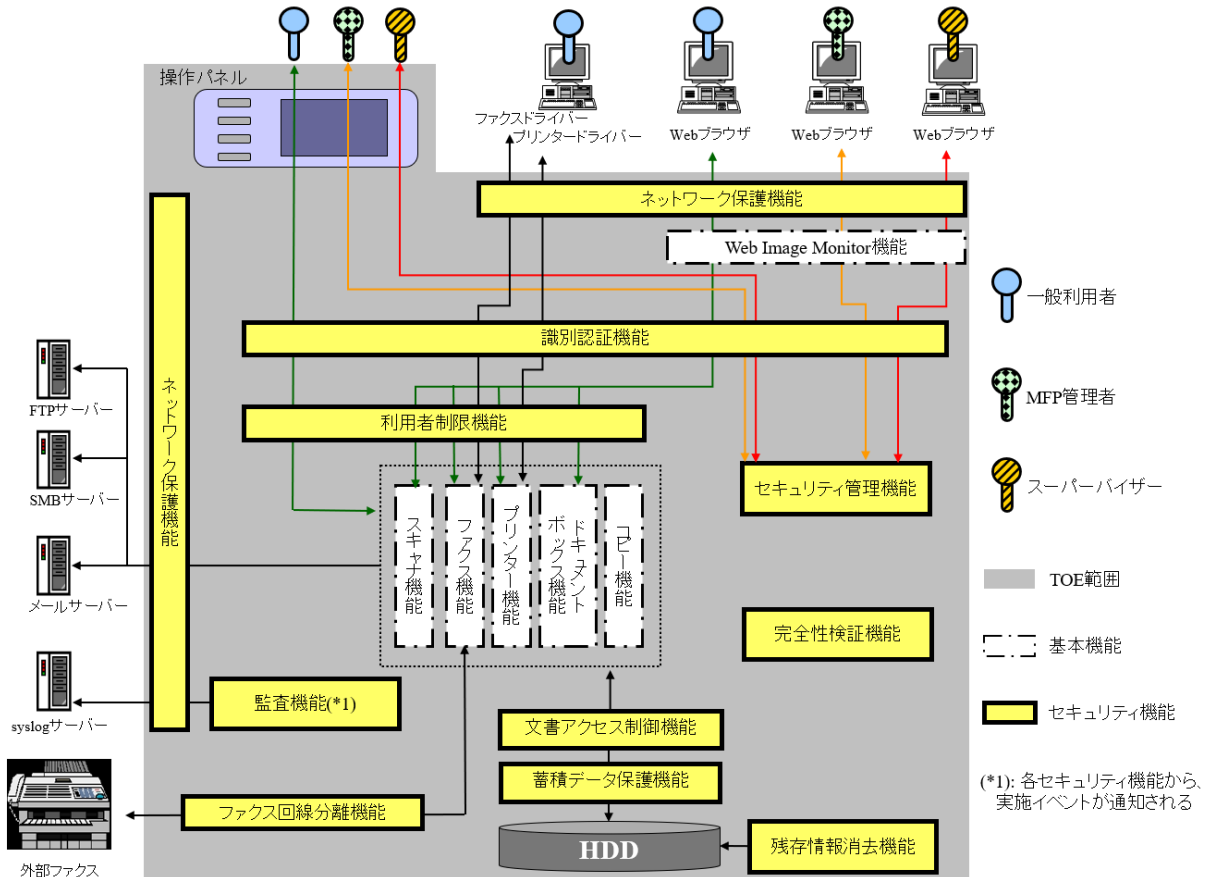 操作パネル
ファクスドライバー
プリンタードライバー
Webブラウザ
Webブラウザ
Webブラウザ
ネットワーク保護機能
Web Image Monitor機能
一般利用者
識別認証機能
FTPサーバー
ネットワーク保護機能
利用者制限機能
MFP管理者
SMBサーバー
セキュリティ管理機能
スーパーバイザー
スキャナ機能
ファクス機能
プリンター機能
ドキュメント
ボックス機能
コピー機能
メールサーバー
TOE範囲
完全性検証機能
基本機能
syslogサーバー
監査機能(*1)
文書アクセス制御機能
セキュリティ機能
蓄積データ保護機能
(*1): 各セキュリティ機能から、
実施イベントが通知される
ファクス回線分離機能
HDD
残存情報消去機能
外部ファクス